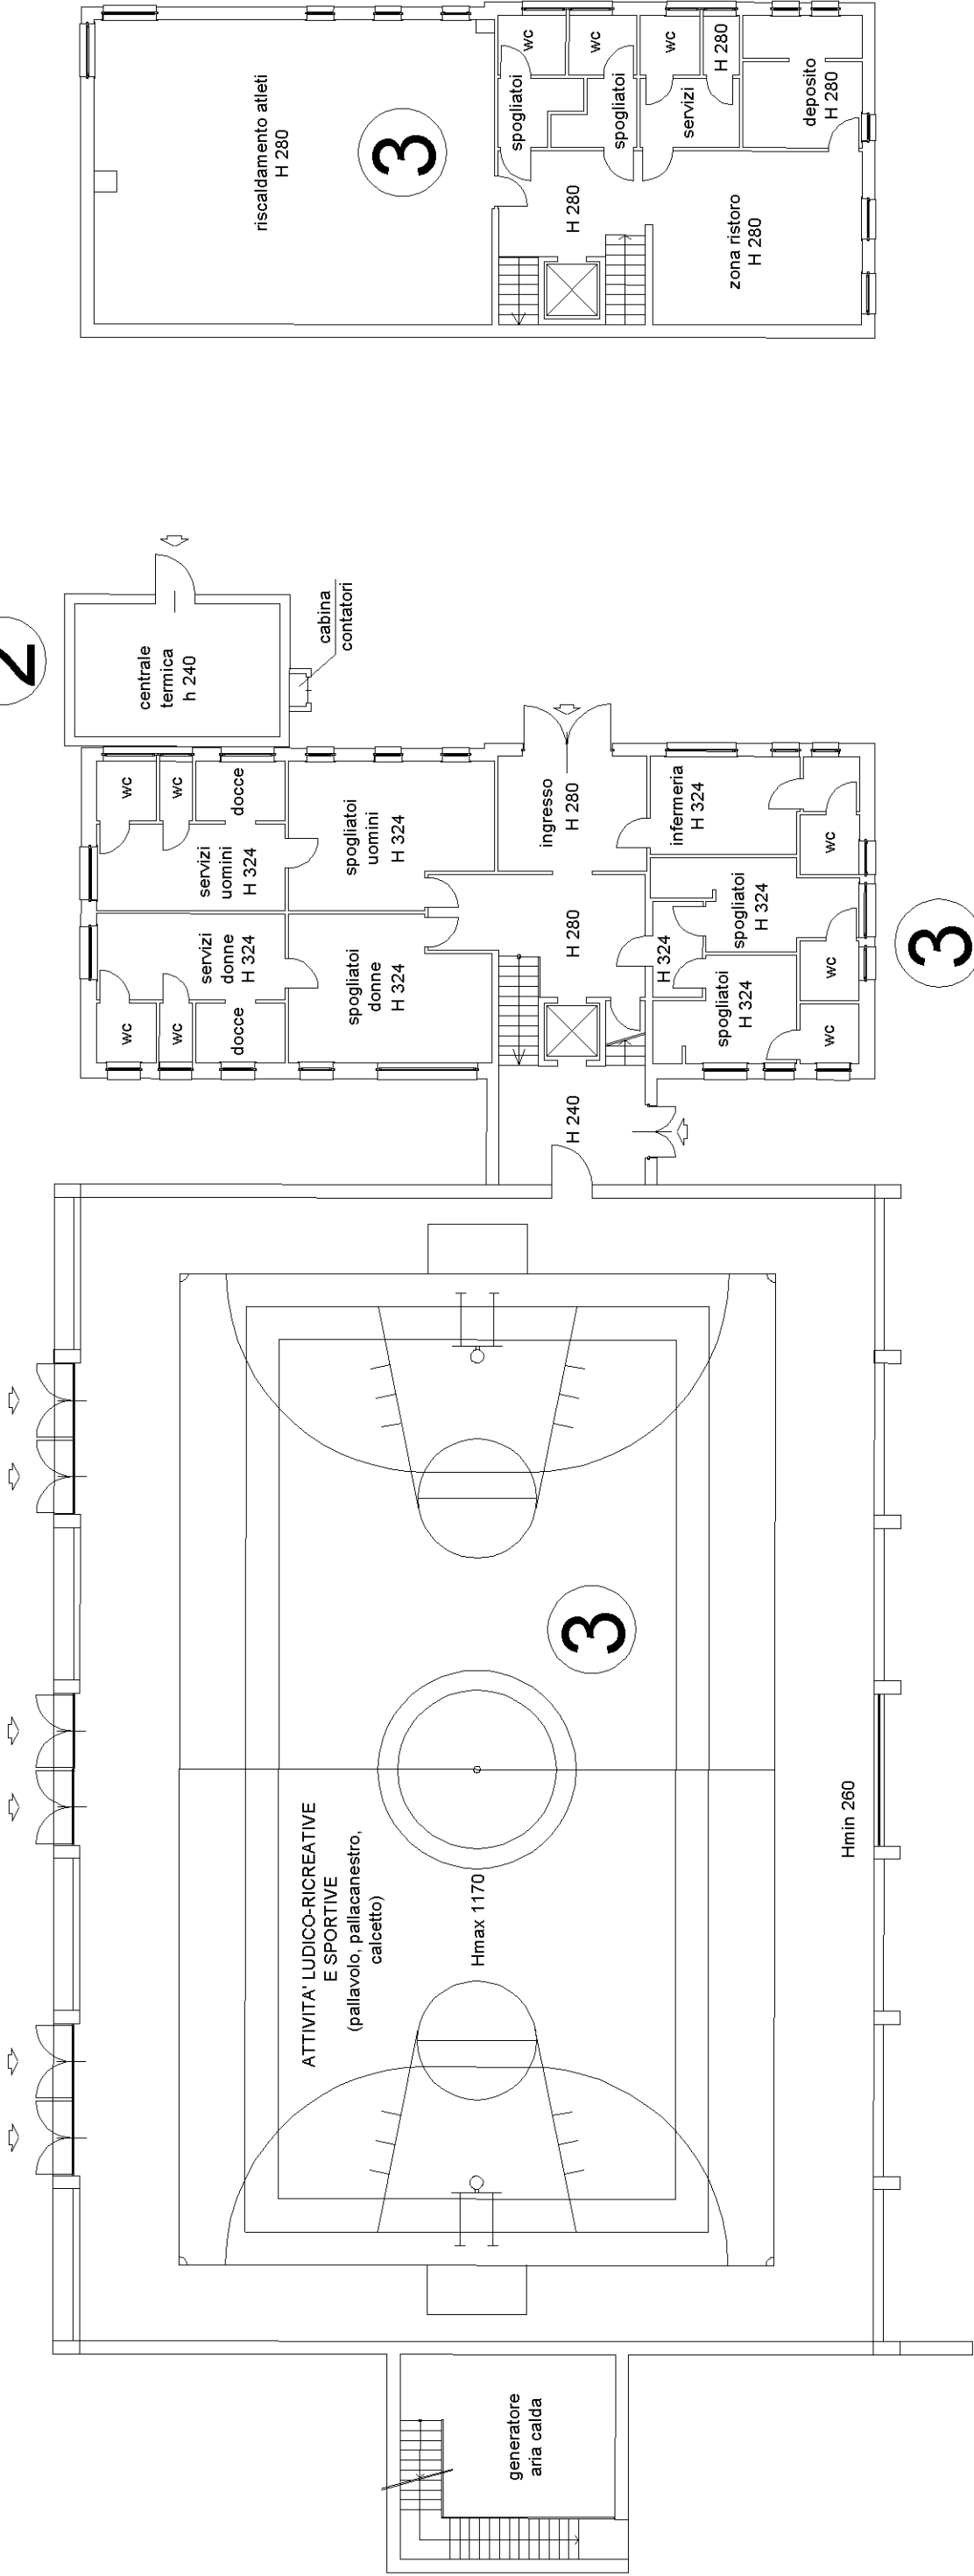 generatore
aria calda
ATTIVITA' LUDICO-RICREATIVE
E SPORTIVE
(pallavolo, pallacanestro,
calcetto)
Hmax 1170
3
Hmin 260
H 240
wc
wc
docce
servizi
donne
H 324
wc
wc
docce
servizi
uomini
H 324
spogliatoi
donne
H 324
spogliatoi
uomini
H 324
ingresso
H 280
H 280
H 324
spogliatoi
H 324
spogliatoi
H 324
infermeria
H 324
wc
wc
wc
3
2
centrale
termica
h 240
cabina
contatori
riscaldamento atleti
H 280
3
spogliatoi
wc
spogliatoi
wc
H 280
servizi
wc
H 280
zona ristoro
H 280
deposito
H 280